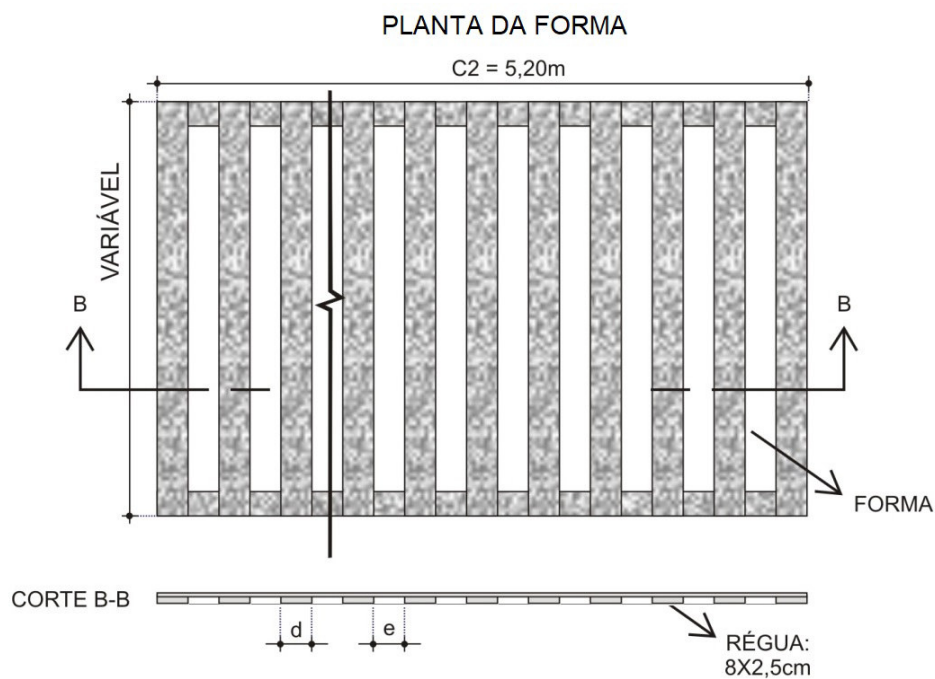 PLANTA DA FORMA
C2 = 5,20m
VARIÁVEL
B
B
FORMA
CORTE B-B
d
e
RÉGUA:
8X2,5cm